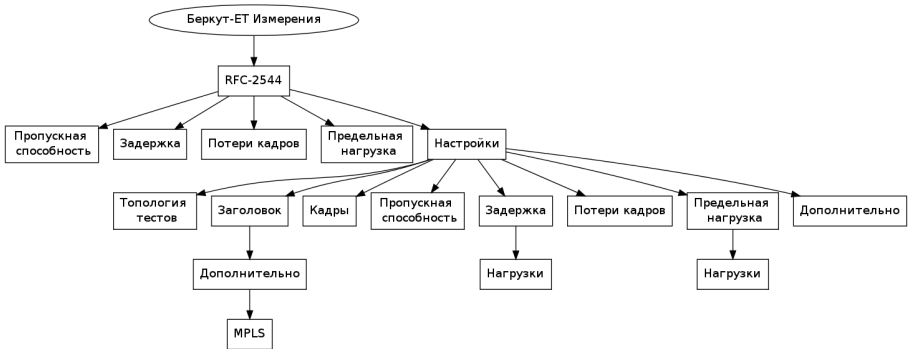 Беркут-ET Измерения
RFC-2544
Пропускная
способность
Задержка
Потери кадров
Предельная
нагрузка
Настройки
Топология
тестов
Заголовок
Кадры
Пропускная
способность
Задержка
Потери кадров
Предельная
нагрузка
Дополнительно
Дополнительно
Нагрузки
Нагрузки
MPLS